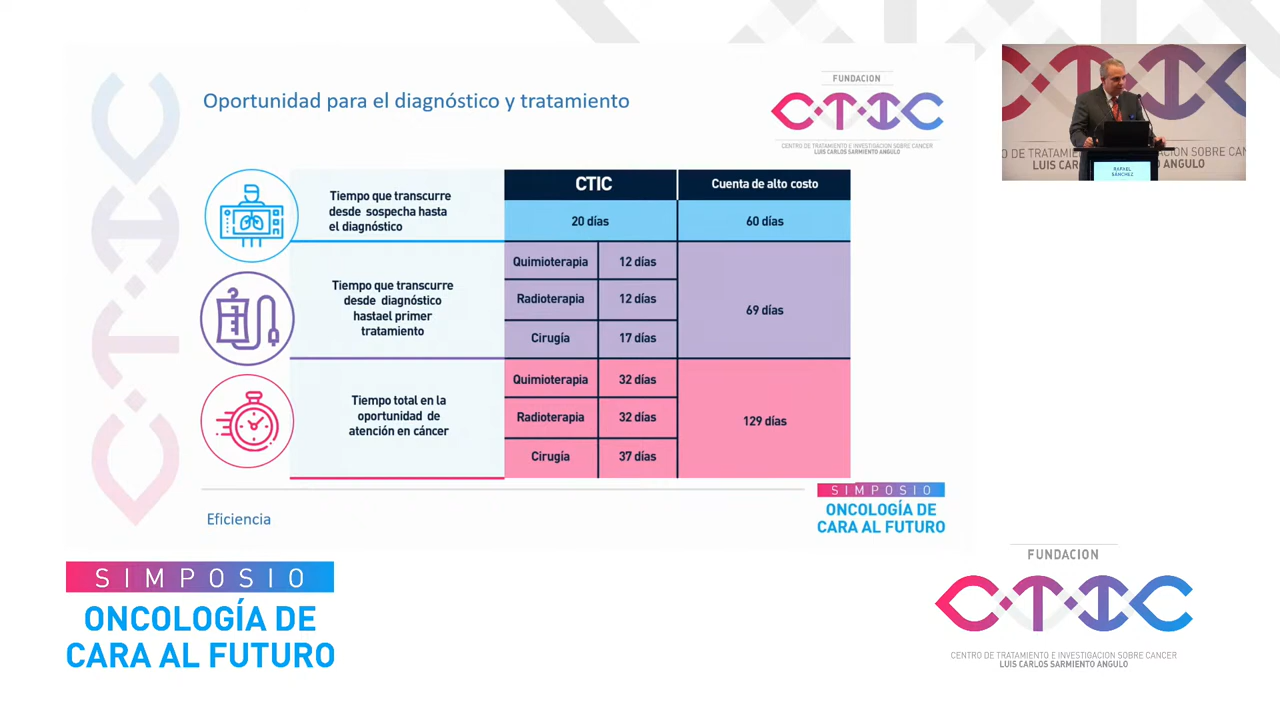 Oportunidad para el diagnóstico y tratamiento
FUNDACION
CTIC
CENTRO DE TRATAMIENTO E INVESTIGACION SOBRE CANCER
LUIS CARLOS SARMIENTO ANGULO
CTIC
Cuenta de alto costo
Tiempo que transcurre
desde sospecha hasta
el diagnóstico
20 días
60 días
Tiempo que transcurre
desde diagnóstico
hastael primer
tratamiento
Quimioterapia
12 días
Radioterapia
12 días
Cirugía
17 días
69 días
Tiempo total en la
oportunidad de
atención en cáncer
Quimioterapia
32 días
Radioterapia
32 días
Cirugía
37 días
129 días
Eficiencia
SIMPOSIO
ONCOLOGÍA DE
CARA AL FUTURO
CTIC
RAFAEL
SÁNCHEZ
SIMPOSIO
ONCOLOGÍA DE
CARA AL FUTURO
FUNDACION
CTIC
CENTRO DE TRATAMIENTO E INVESTIGACION SOBRE CANCER
LUIS CARLOS SARMIENTO ANGULO